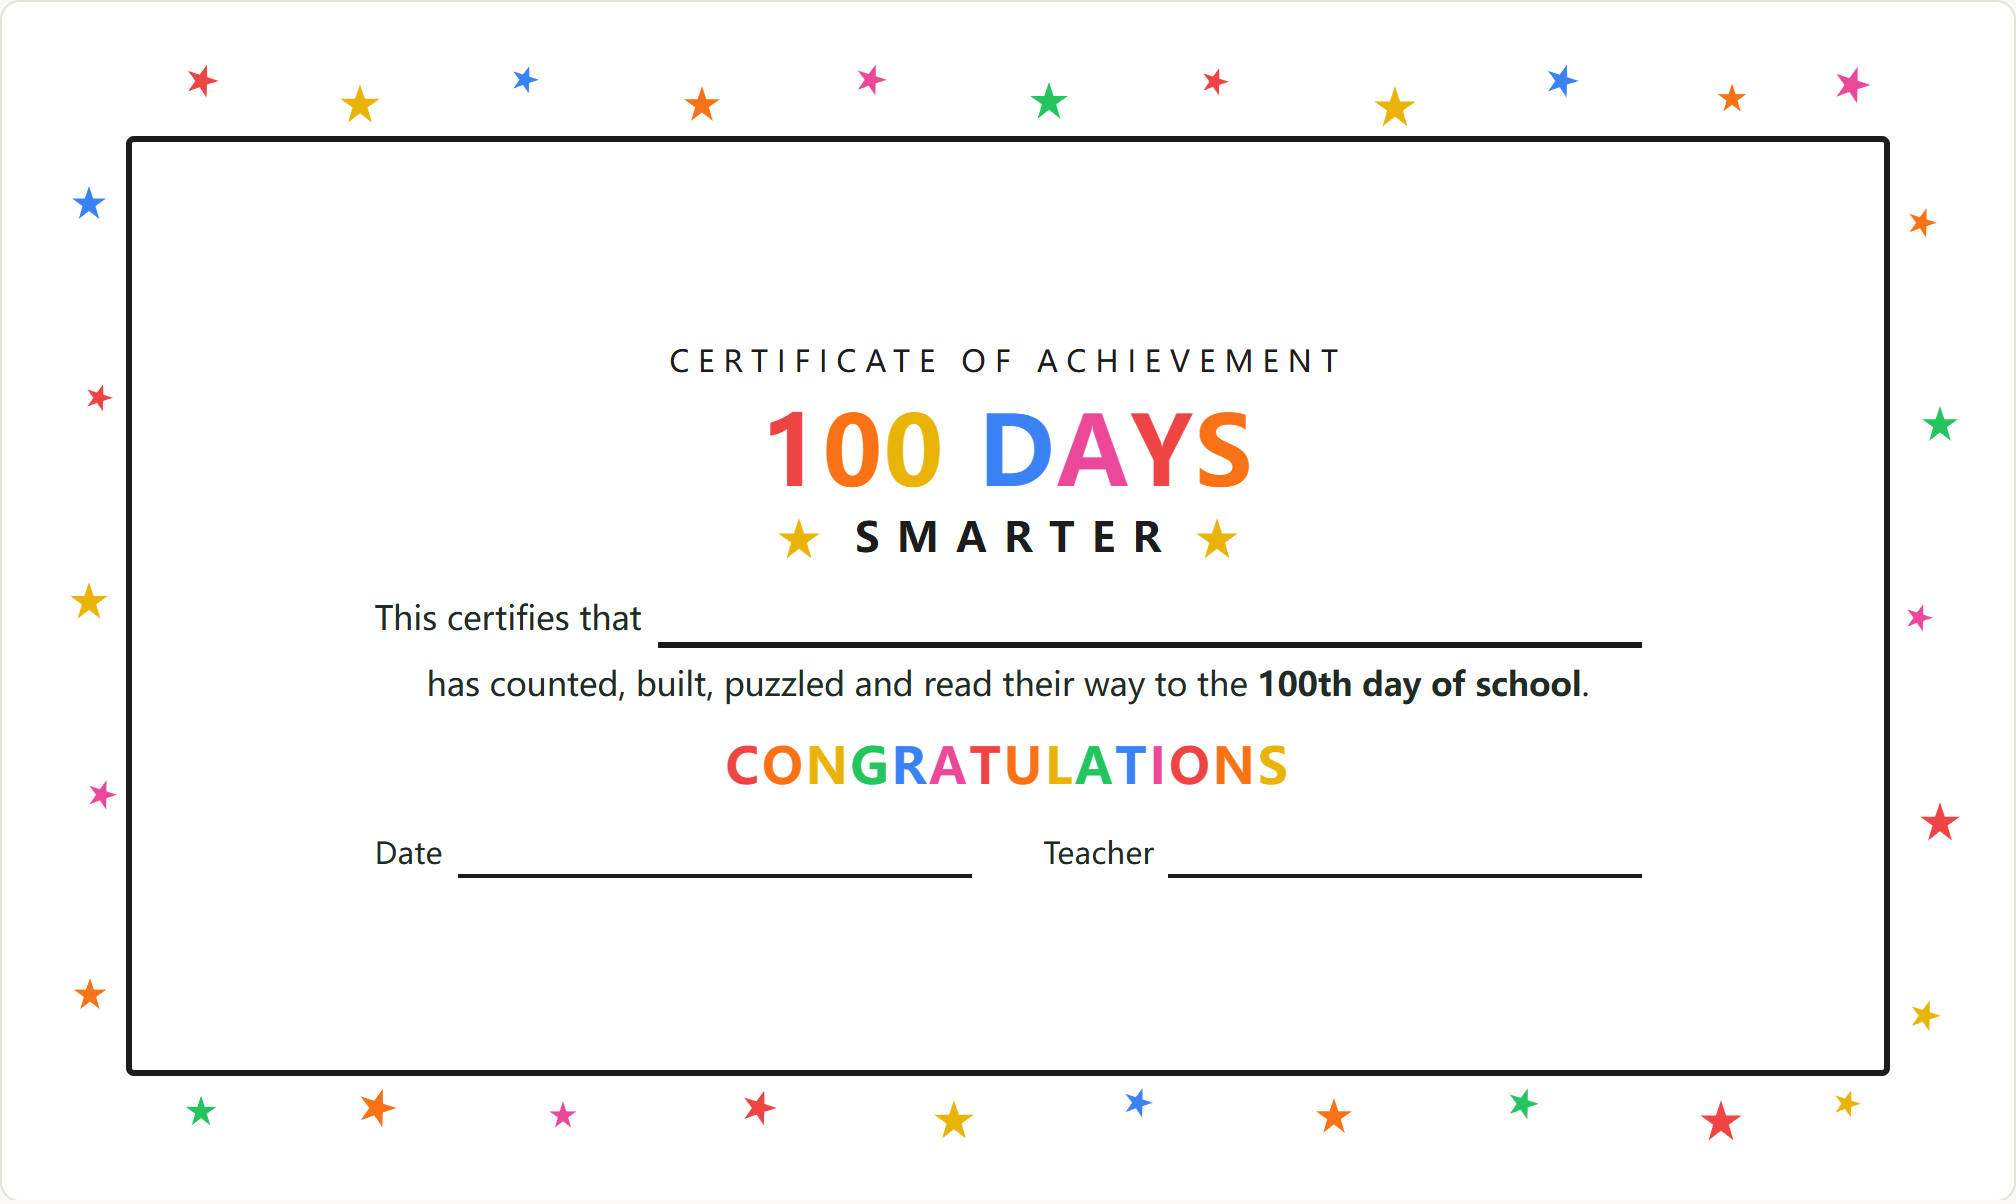 CERTIFICATE OF ACHIEVEMENT
100 DAYS
SMARTER
This certifies that
has counted, built, puzzled and read their way to the 100th day of school.
CONGRATULATIONS
Date
Teacher